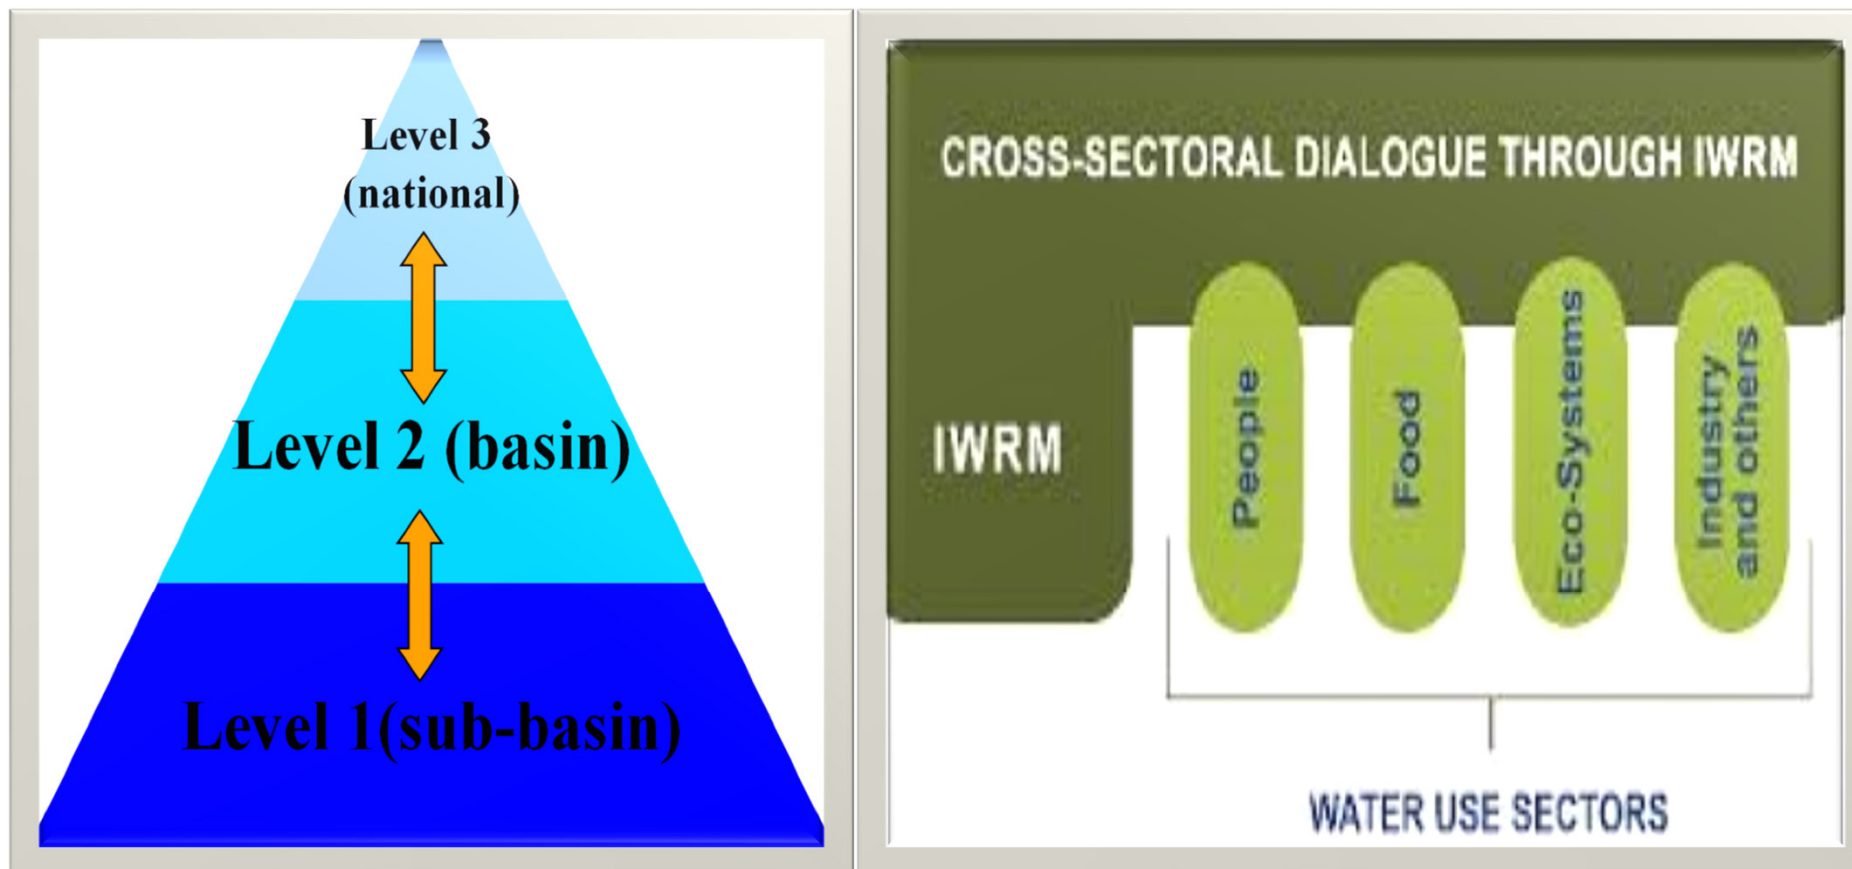 Level 3
(national)
Level 2 (basin)
Level 1(sub-basin)
CROSS-SECTORAL DIALOGUE THROUGH IWRM
IWRM
People
Food
Eco-Systems
Industry
and others
WATER USE SECTORS